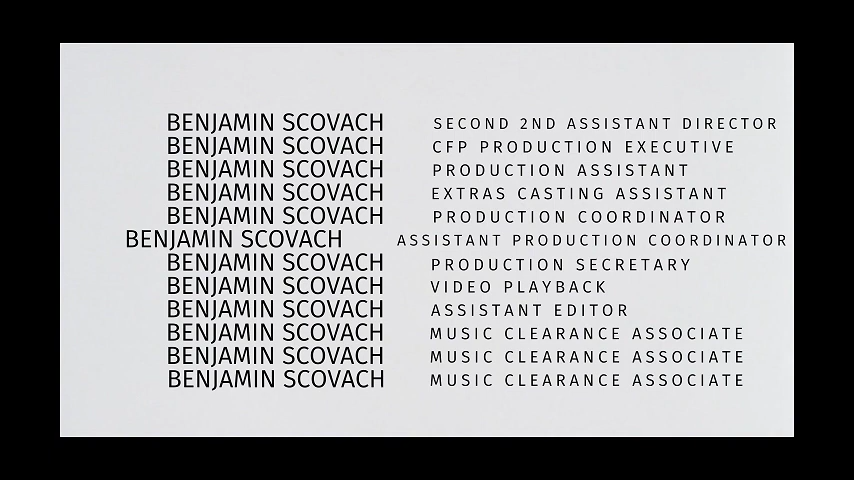 BENJAMIN SCOVACH SECOND 2ND ASSISTANT DIRECTOR
BENJAMIN SCOVACH CFP PRODUCTION EXECUTIVE
BENJAMIN SCOVACH PRODUCTION ASSISTANT
BENJAMIN SCOVACH EXTRAS CASTING ASSISTANT
BENJAMIN SCOVACH PRODUCTION COORDINATOR
BENJAMIN SCOVACH ASSISTANT PRODUCTION COORDINATOR
BENJAMIN SCOVACH PRODUCTION SECRETARY
BENJAMIN SCOVACH VIDEO PLAYBACK
BENJAMIN SCOVACH ASSISTANT EDITOR
BENJAMIN SCOVACH MUSIC CLEARANCE ASSOCIATE
BENJAMIN SCOVACH MUSIC CLEARANCE ASSOCIATE
BENJAMIN SCOVACH MUSIC CLEARANCE ASSOCIATE